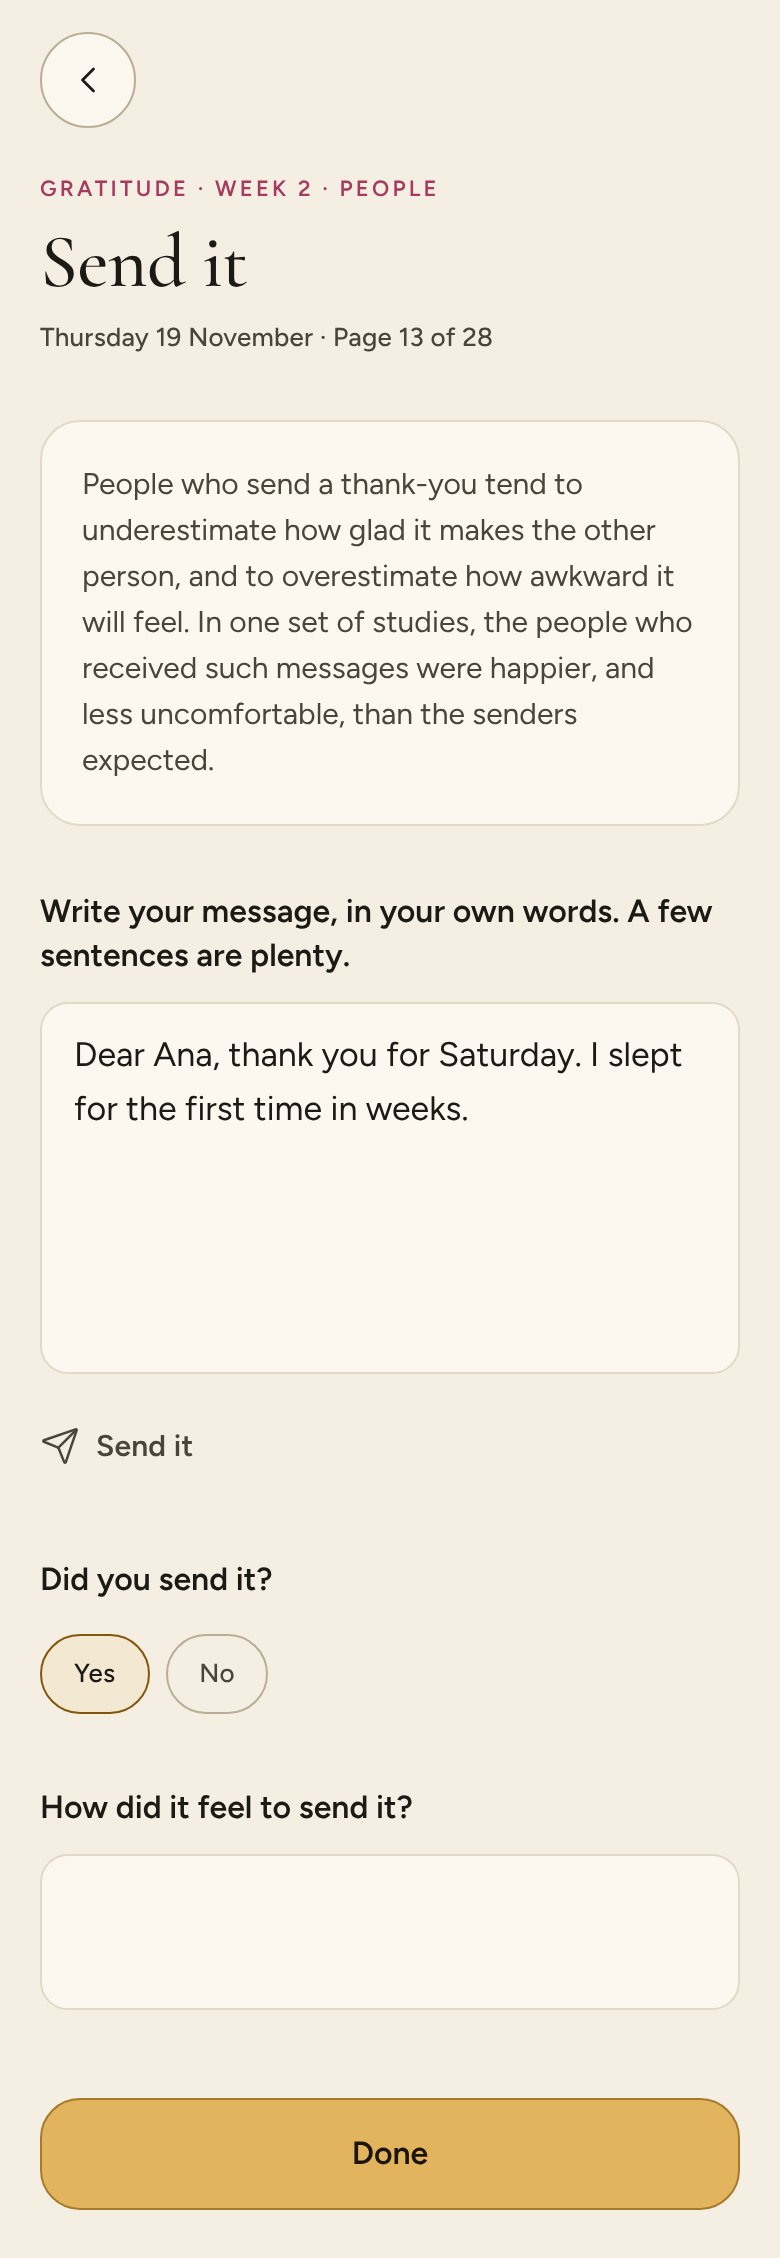 GRATITUDE · WEEK 2 · PEOPLE
Send it
Thursday 19 November · Page 13 of 28
People who send a thank-you tend to
underestimate how glad it makes the other
person, and to overestimate how awkward it
will feel. In one set of studies, the people who
received such messages were happier, and
less uncomfortable, than the senders
expected.
Write your message, in your own words. A few
sentences are plenty.
Dear Ana, thank you for Saturday. I slept
for the first time in weeks.
Send it
Did you send it?
Yes No
How did it feel to send it?
Done